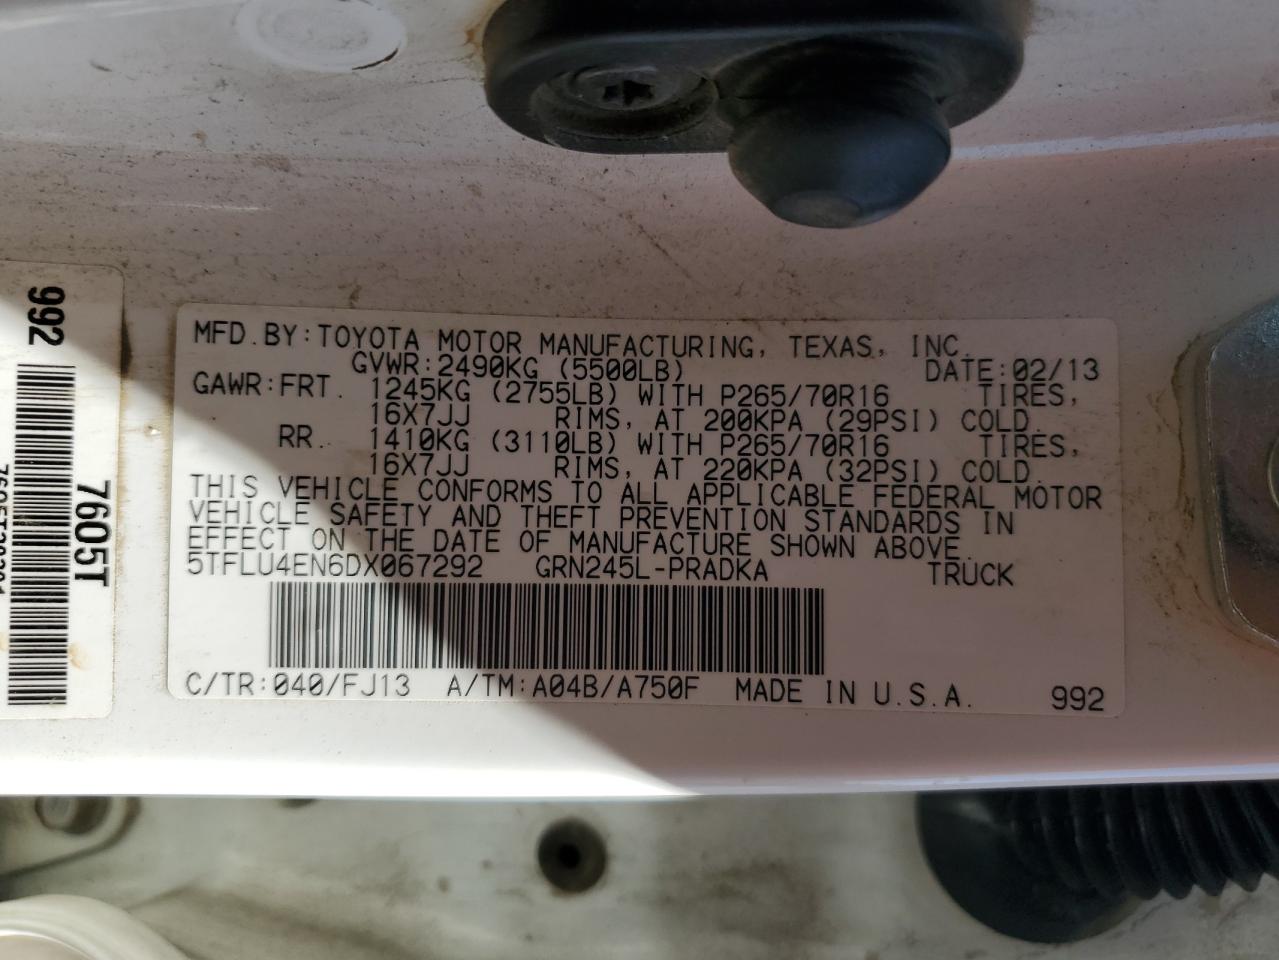 MFD. BY: TOYOTA MOTOR MANUFACTURING, TEXAS, INC.
GVWR: 2490KG (5500LB) DATE: 02/13
GAWR: FRT. 1245KG (2755LB) WITH P265/70R16 TIRES,
16X7JJ RIMS, AT 200KPA (29PSI) COLD.
RR. 1410KG (3110LB) WITH P265/70R16 TIRES,
16X7JJ RIMS, AT 220KPA (32PSI) COLD.
THIS VEHICLE CONFORMS TO ALL APPLICABLE FEDERAL MOTOR
VEHICLE SAFETY AND THEFT PREVENTION STANDARDS IN
EFFECT ON THE DATE OF MANUFACTURE SHOWN ABOVE.
5TFLU4EN6DX067292 GRN245L-PRADKA TRUCK
C/TR: 040/FJ13 A/TM: A04B/A750F MADE IN U.S.A. 992
992
7605T